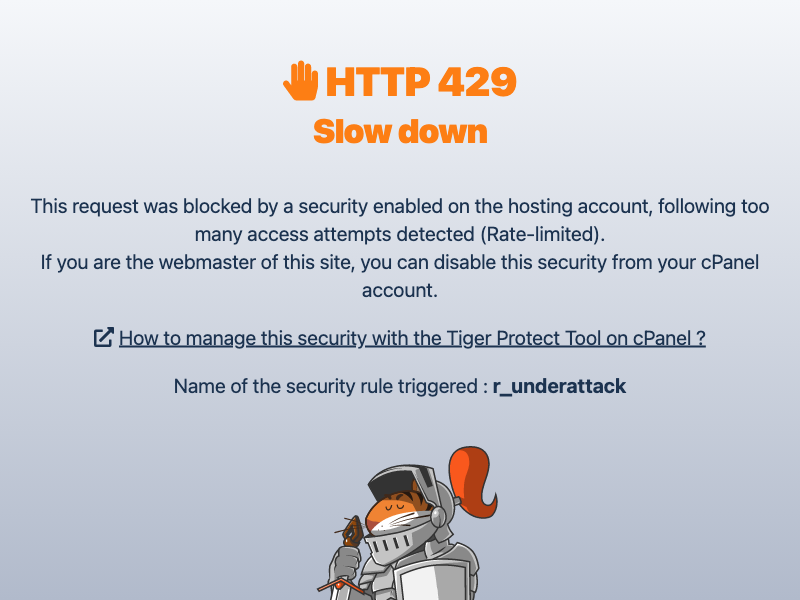 HTTP 429
Slow down
This request was blocked by a security enabled on the hosting account, following too
many access attempts detected (Rate-limited).
If you are the webmaster of this site, you can disable this security from your cPanel
account.
How to manage this security with the Tiger Protect Tool on cPanel ?
Name of the security rule triggered : r_underattack